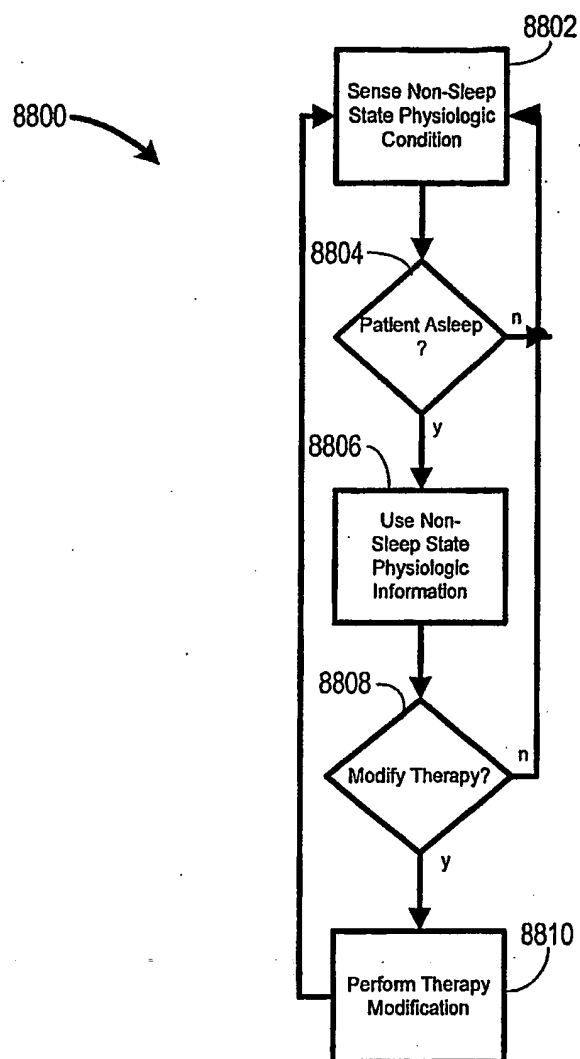 8802
Sense Non-Sleep
State Physiologic
Condition
8800
8804
Patient Asleep
?
n
y
8806
Use Non-
Sleep State
Physiologic
Information
8808
Modify Therapy?
n
y
8810
Perform Therapy
Modification